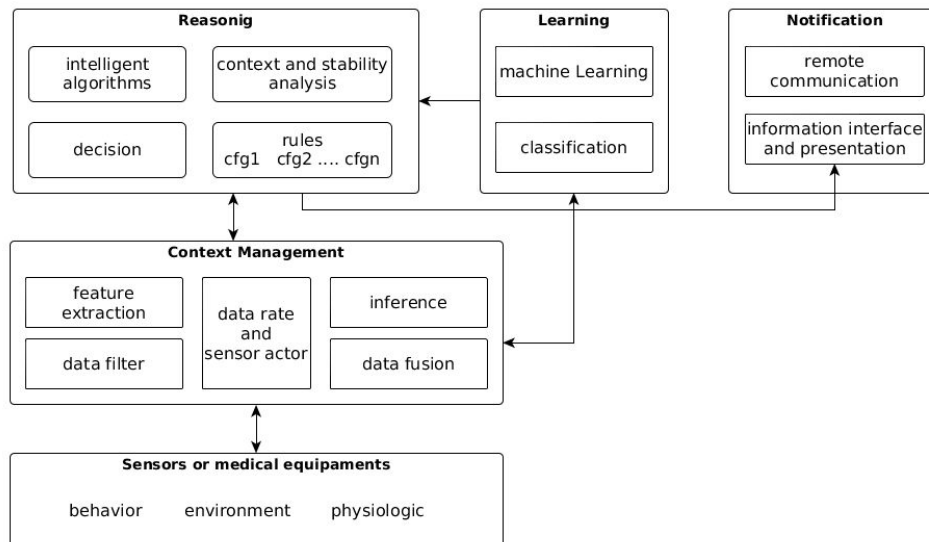 Reasonig
intelligent
algorithms
context and stability
analysis
decision
rules
cfg1 cfg2 .... cfgn
Learning
machine Learning
classification
Notification
remote
communication
information interface
and presentation
Context Management
feature
extraction
data rate
and
sensor actor
inference
data filter
data fusion
Sensors or medical equipaments
behavior environment physiologic